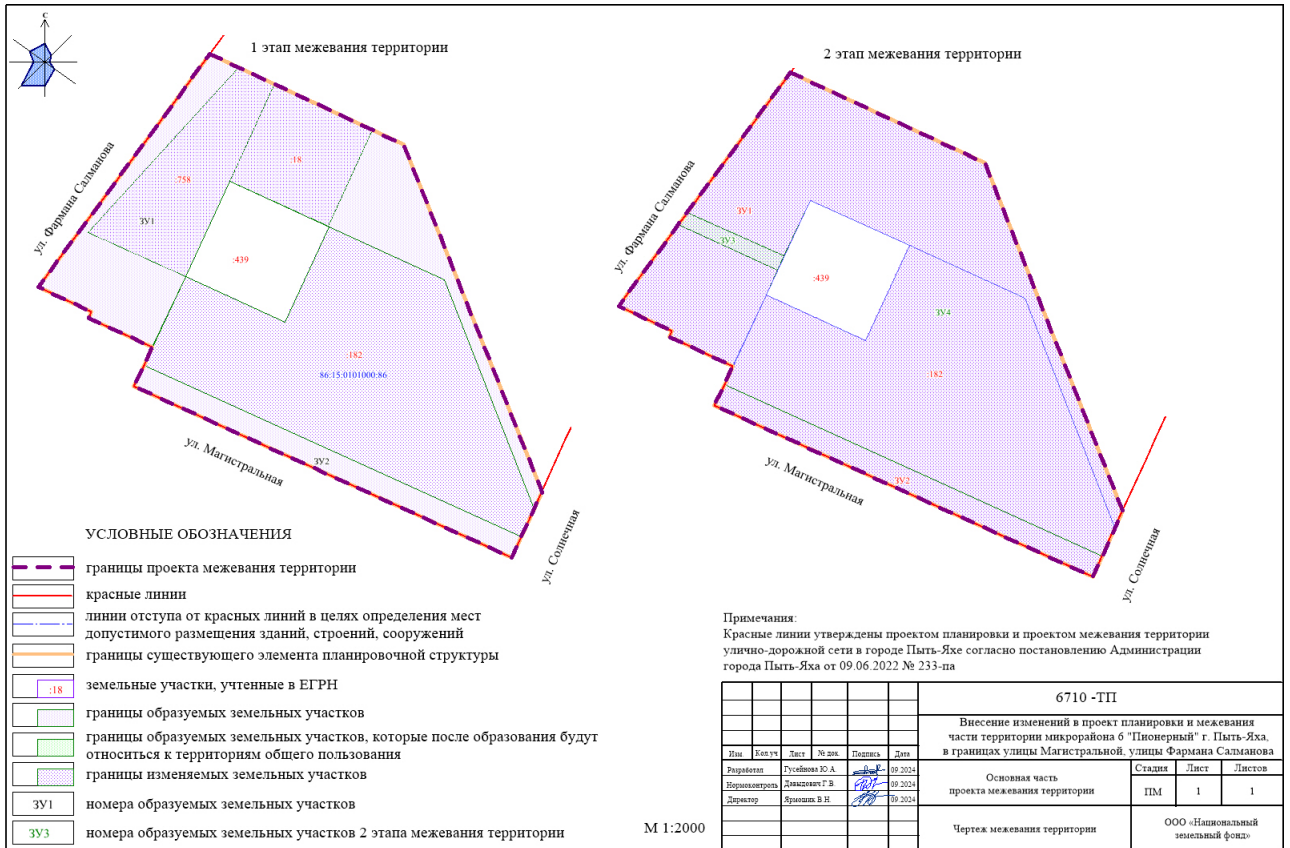 С
1 этап межевания территории
:18
:758
ул. Фармана Салманова
ЗУ1
:439
:182
86:15:0101000:86
ул. Магистральная
ЗУ2
ул. Солнечная
2 этап межевания территории
ул. Фармана Салманова
ЗУ1
ЗУ3
:439
ЗУ4
:182
ул. Магистральная
ЗУ2
ул. Солнечная
УСЛОВНЫЕ ОБОЗНАЧЕНИЯ
границы проекта межевания территории
красные линии
линии отступа от красных линий в целях определения мест
допустимого размещения зданий, строений, сооружений
границы существующего элемента планировочной структуры
:18 земельные участки, учтенные в ЕГРН
границы образуемых земельных участков
границы образуемых земельных участков, которые после образования будут
относиться к территориям общего пользования
границы изменяемых земельных участков
ЗУ1 номера образуемых земельных участков
ЗУ3 номера образуемых земельных участков 2 этапа межевания территории
М 1:2000
Примечания:
Красные линии утверждены проектом планировки и проектом межевания территории
улично-дорожной сети в городе Пыть-Яхе согласно постановлению Администрации
города Пыть-Яха от 09.06.2022 № 233-па
6710 -ТП
Внесение изменений в проект планировки и межевания
части территории микрорайона 6 "Пионерный" г. Пыть-Яха,
в границах улицы Магистральной, улицы Фармана Салманова
Изм Кол.уч Лист № док. Подпись Дата
Разработал Гусейнова Ю.А. 09.2024
Нормоконтроль Давыдович Г.В. 09.2024
Директор Ярмошик В.Н. 09.2024
Основная часть
проекта межевания территории
Стадия Лист Листов
ПМ 1 1
Чертеж межевания территории
ООО «Национальный
земельный фонд»